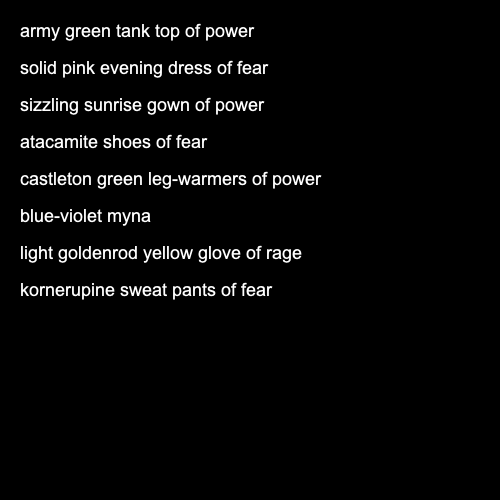 army green tank top of power
solid pink evening dress of fear
sizzling sunrise gown of power
atacamite shoes of fear
castleton green leg-warmers of power
blue-violet myna
light goldenrod yellow glove of rage
kornerupine sweat pants of fear